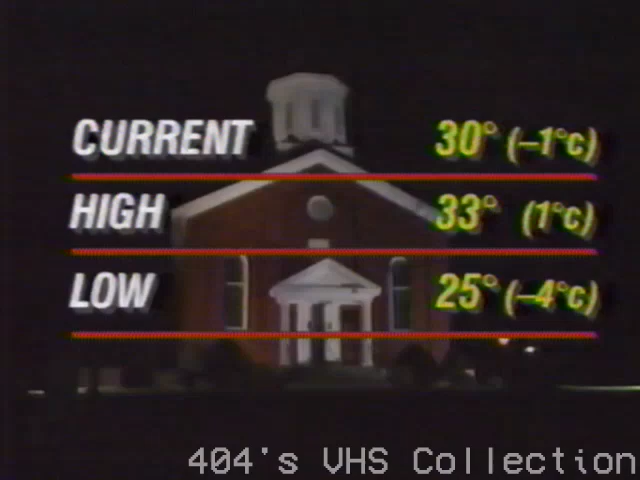 CURRENT 30° (–1°c)
HIGH 33° (1°c)
LOW 25° (–4°c)
404's VHS Collection